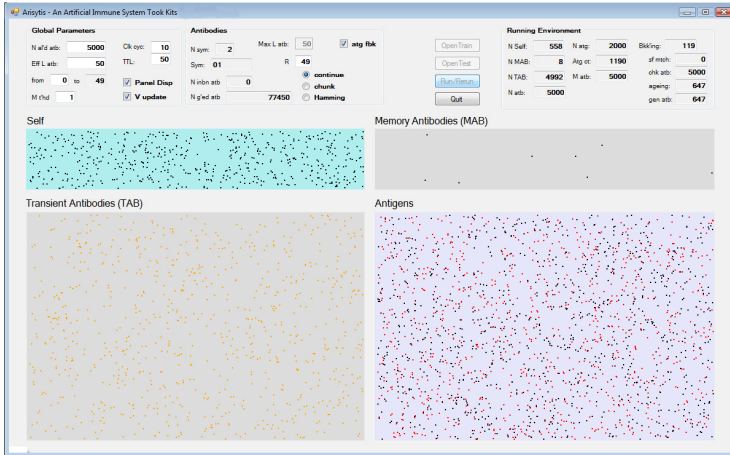 Arisytis - An Artificial Immune System Took Kits
Global Parameters
N af'd atb: 5000 Clk cyc: 10
Eff L atb: 50 TTL: 50
from 0 to 49 Panel Disp
M t'hd 1 V update
Antibodies
N sym: 2 Max L atb: 50 atg fbk
Sym: 01 R 49
N inbn atb 0 continue
chunk
N g'ed atb 77450 Hamming
OpenTrain
OpenTest
Run/Rerun
Quit
Running Environment
N Self: 558 N atg: 2000 Bkk'ing: 119
N MAB: 8 Atg ct: 1190 sf mtch: 0
N TAB: 4992 M atb: 5000 chk atb: 5000
N atb: 5000 ageing: 647
gen atb: 647
Self
Memory Antibodies (MAB)
Transient Antibodies (TAB)
Antigens